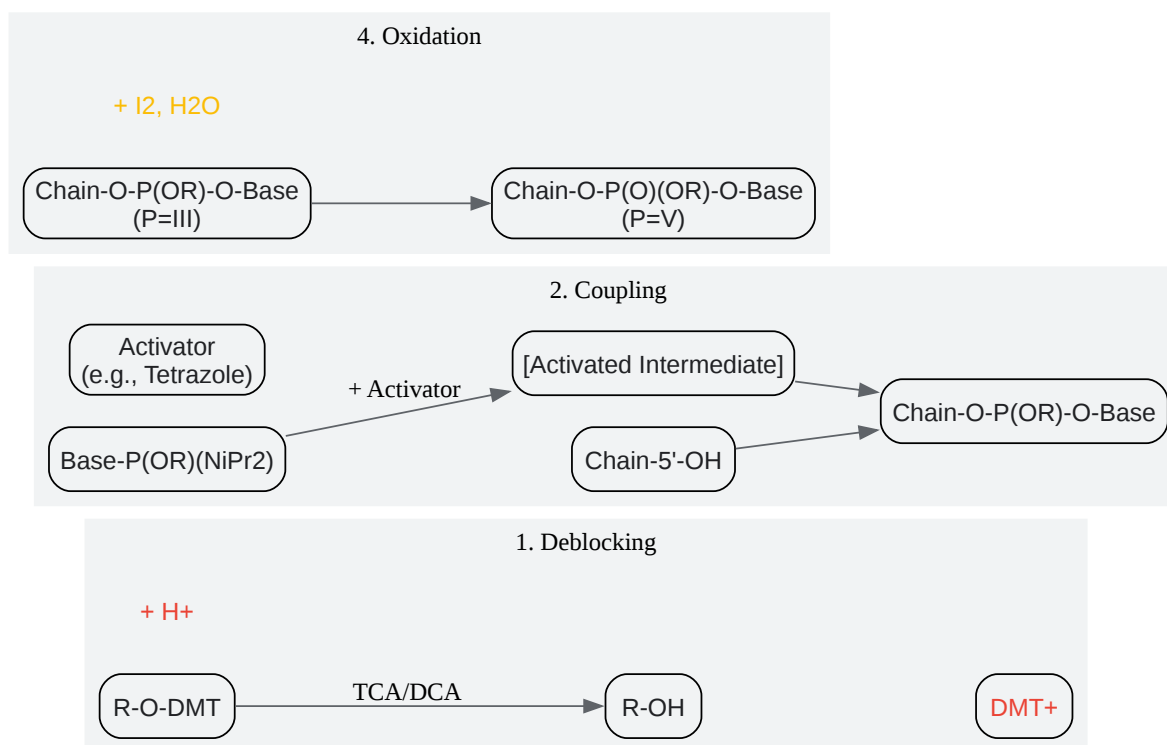 4. Oxidation
+ I2, H2O
Chain-O-P(OR)-O-Base
(P=III)
Chain-O-P(O)(OR)-O-Base
(P=V)
2. Coupling
Activator
(e.g., Tetrazole)
[Activated Intermediate]
+ Activator
Chain-O-P(OR)-O-Base
Base-P(OR)(NiPr2)
Chain-5'-OH
1. Deblocking
+ H+
R-O-DMT
TCA/DCA
R-OH
DMT+